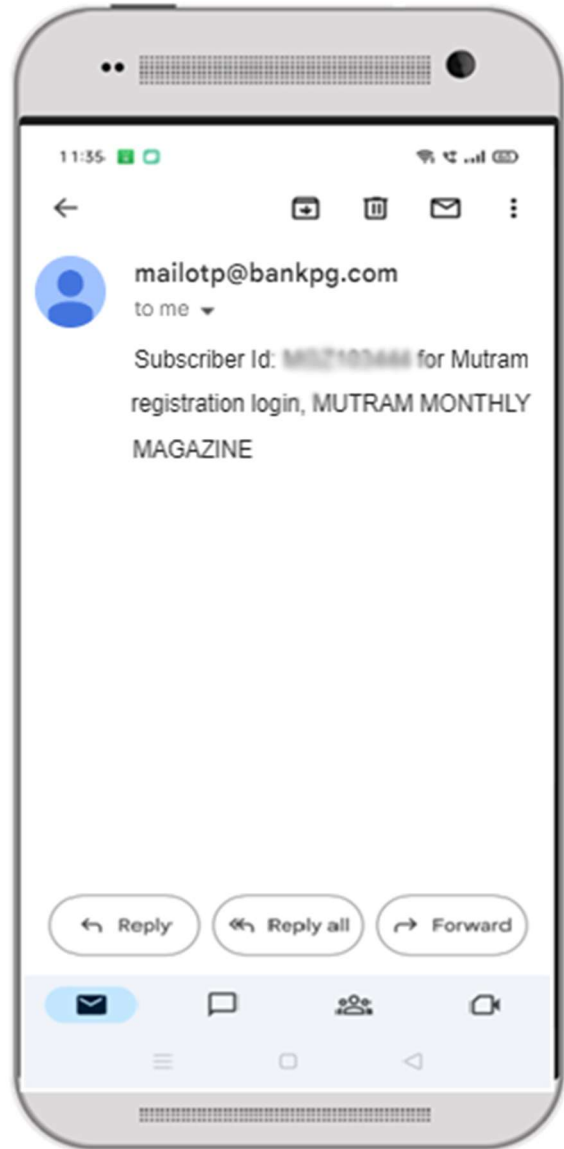 11:35
mailotp@bankpg.com
to me
Subscriber Id: for Mutram
registration login, MUTRAM MONTHLY
MAGAZINE
Reply
Reply all
Forward